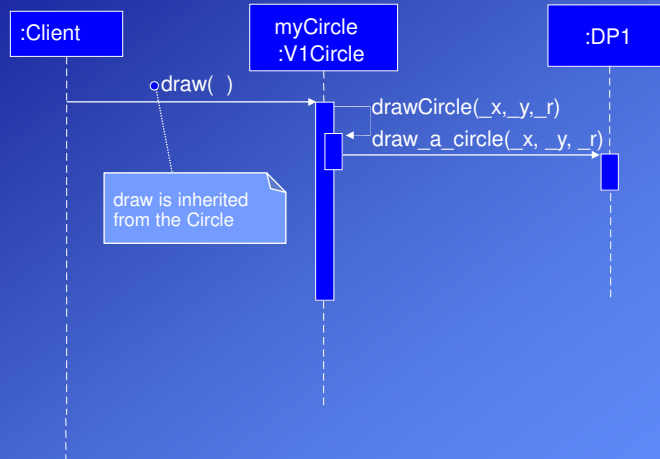 :Client
myCircle
:V1Circle
:DP1
draw( )
drawCircle(_x,_y,_r)
draw_a_circle(_x, _y, _r)
draw is inherited
from the Circle